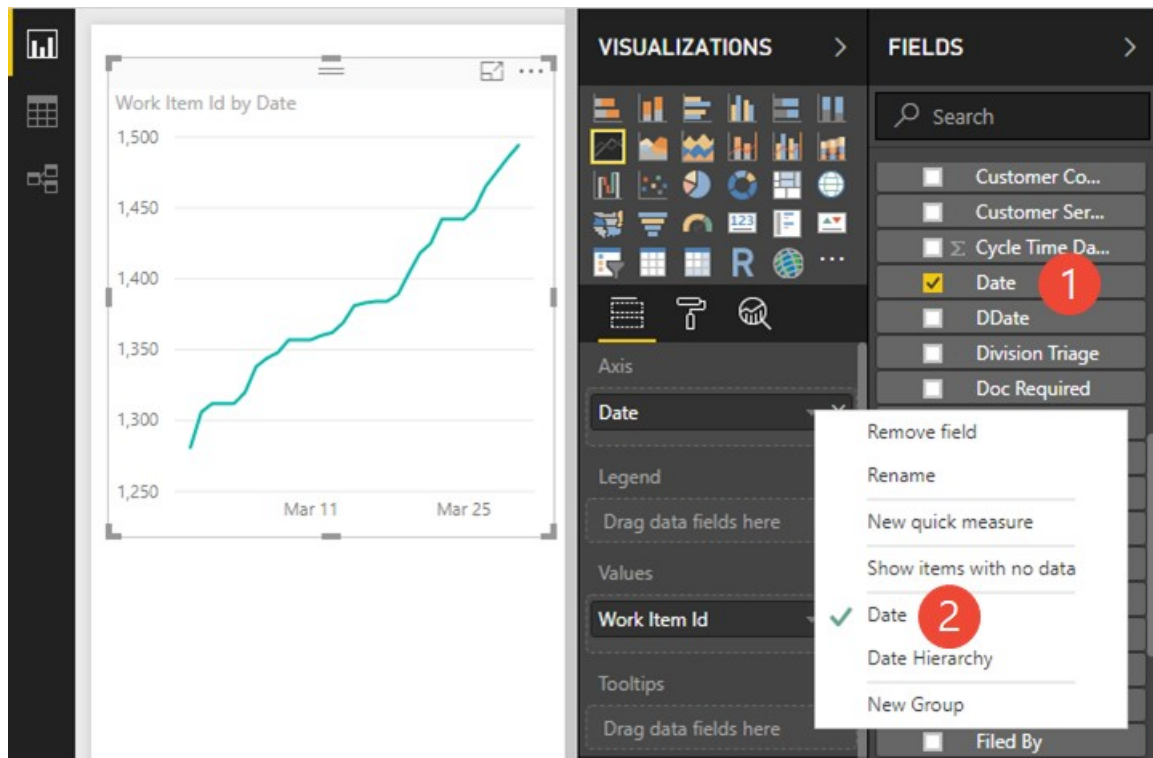 Work Item Id by Date
1,500
1,450
1,400
1,350
1,300
1,250
Mar 11
Mar 25
VISUALIZATIONS
123
R
Axis
Date
Legend
Drag data fields here
Values
Work Item Id
Tooltips
Drag data fields here
FIELDS
Search
Customer Co...
Customer Ser...
Σ Cycle Time Da...
Date
1
DDate
Division Triage
Doc Required
Remove field
Rename
New quick measure
Show items with no data
Date
2
Date Hierarchy
New Group
Filed By